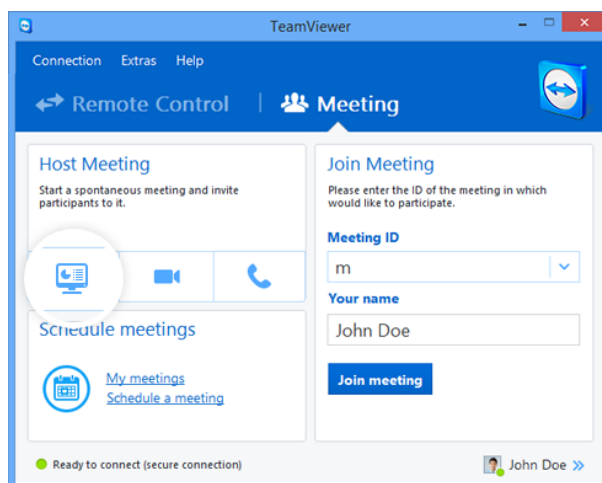 TeamViewer
Connection Extras Help
Remote Control | Meeting
Host Meeting
Start a spontaneous meeting and invite
participants to it.
Schedule meetings
My meetings
Schedule a meeting
Join Meeting
Please enter the ID of the meeting in which
would like to participate.
Meeting ID
m
Your name
John Doe
Join meeting
Ready to connect (secure connection)
John Doe